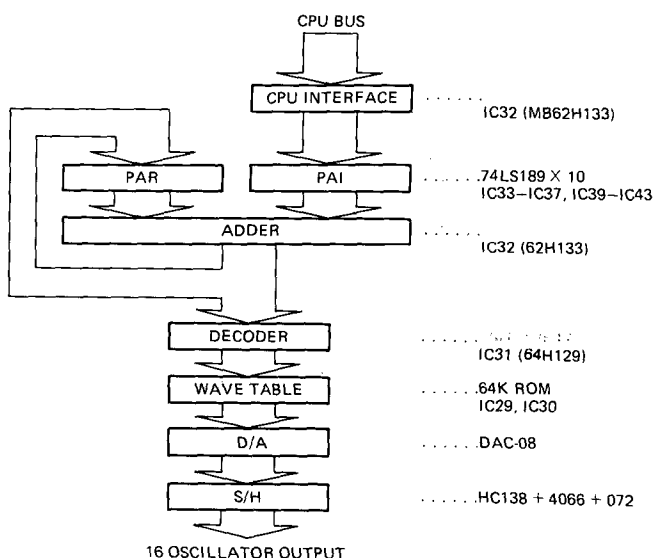 CPU BUS
CPU INTERFACE
......
IC32 (MB62H133)
PAR
PAI
......74LS189 X 10
IC33–IC37, IC39–IC43
ADDER
......
IC32 (62H133)
DECODER
......
IC31 (64H129)
WAVE TABLE
......64K ROM
IC29, IC30
D/A
......DAC-08
S/H
......HC138 + 4066 + 072
16 OSCILLATOR OUTPUT